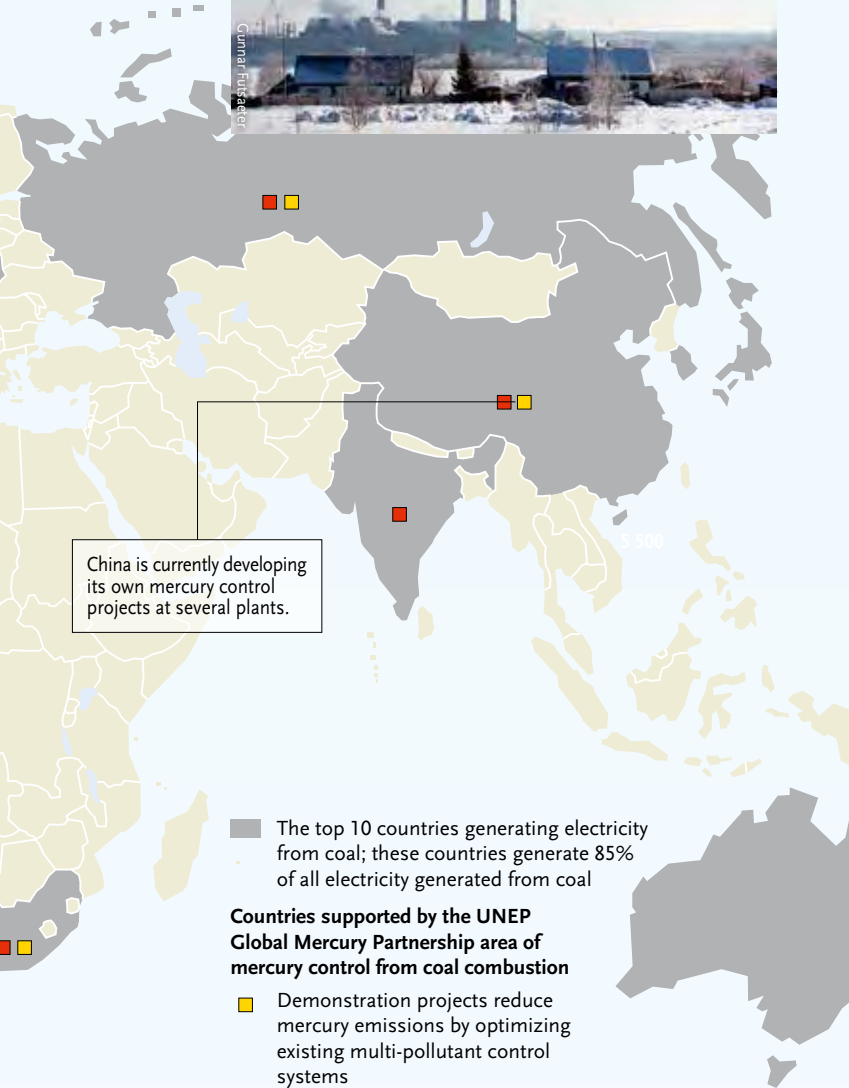 Gunnar Futsaeter
5 500
China is currently developing
its own mercury control
projects at several plants.
The top 10 countries generating electricity
from coal; these countries generate 85%
of all electricity generated from coal
Countries supported by the UNEP
Global Mercury Partnership area of
mercury control from coal combustion
Demonstration projects reduce
mercury emissions by optimizing
existing multi-pollutant control
systems